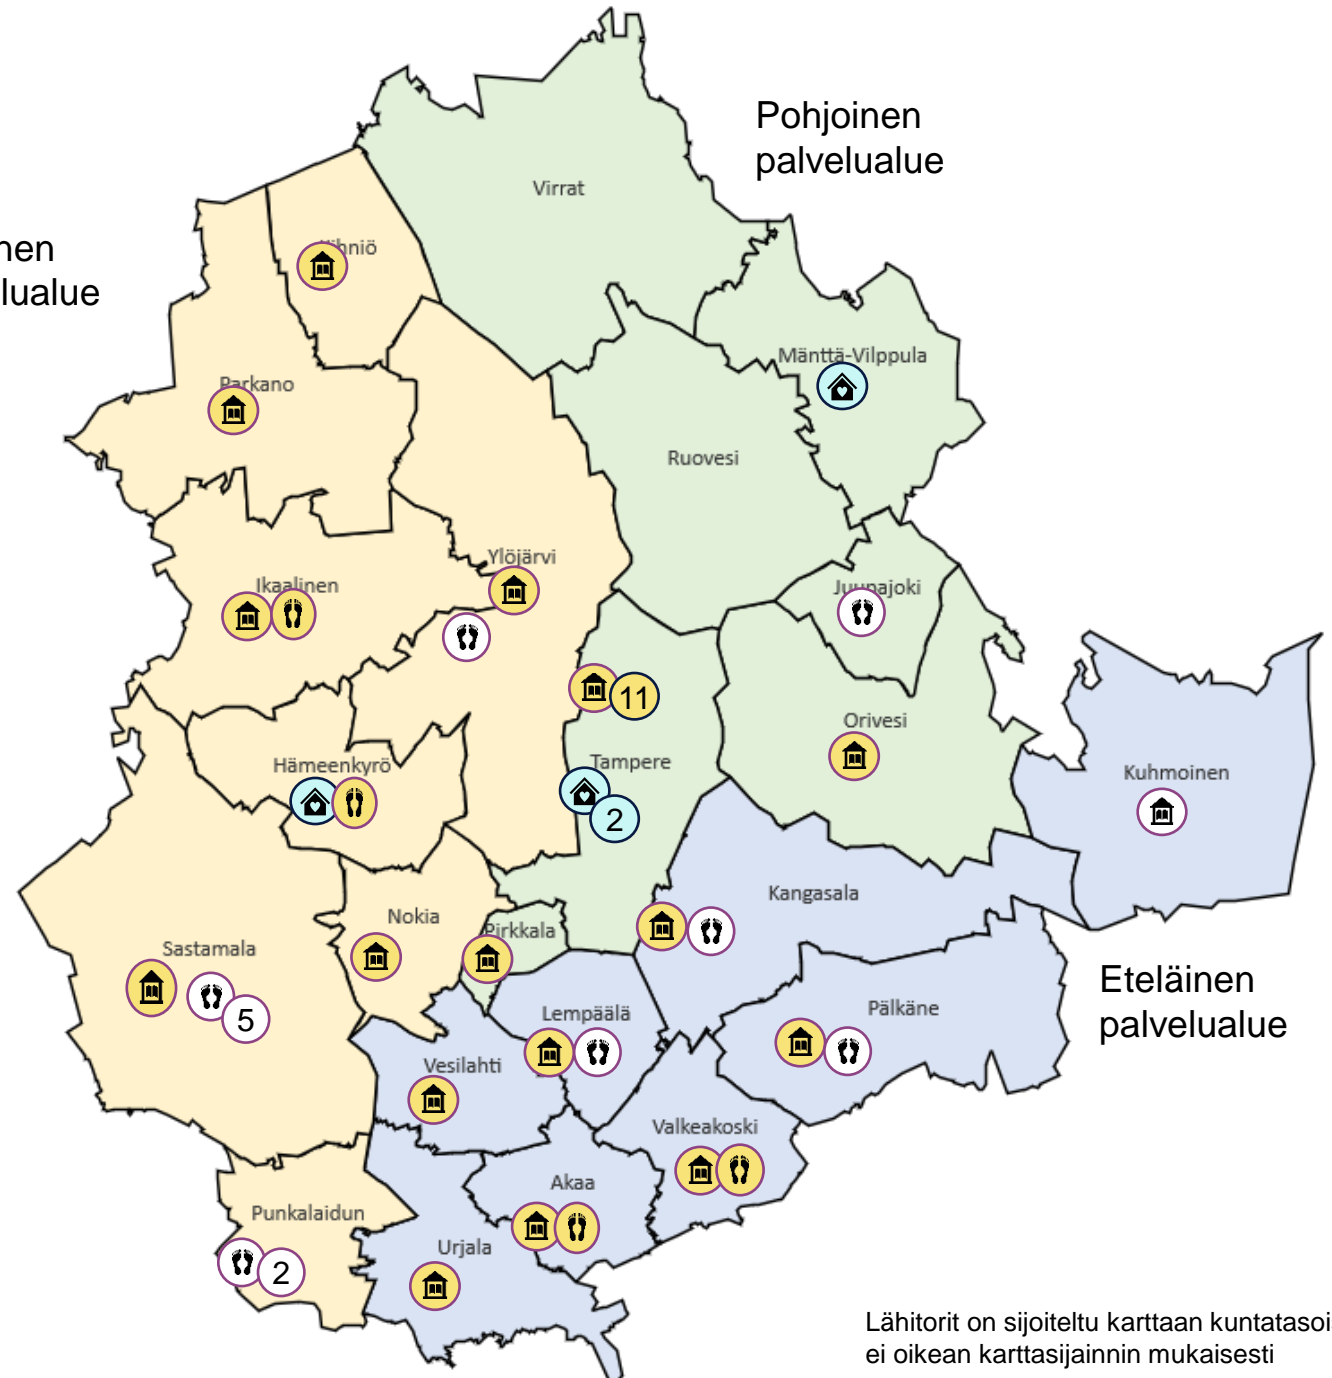 Pohjoinen
palvelualue
Virrat
nen
lualue
Mänttä-Vilppula
Parkano
Ruovesi
Ylöjärvi
Ikaalinen
Juupajoki
11
Orivesi
Hämeenkyrö
Tampere
Kuhmoinen
2
Kangasala
Nokia
Pirkkala
Sastamala
Eteläinen
palvelualue
Pälkäne
Lempäälä
5
Vesilahti
Valkeakoski
Akaa
Punkalaidun
Urjala
2
Lähitorit on sijoiteltu karttaan kuntatasoi
ei oikean karttasijainnin mukaisesti